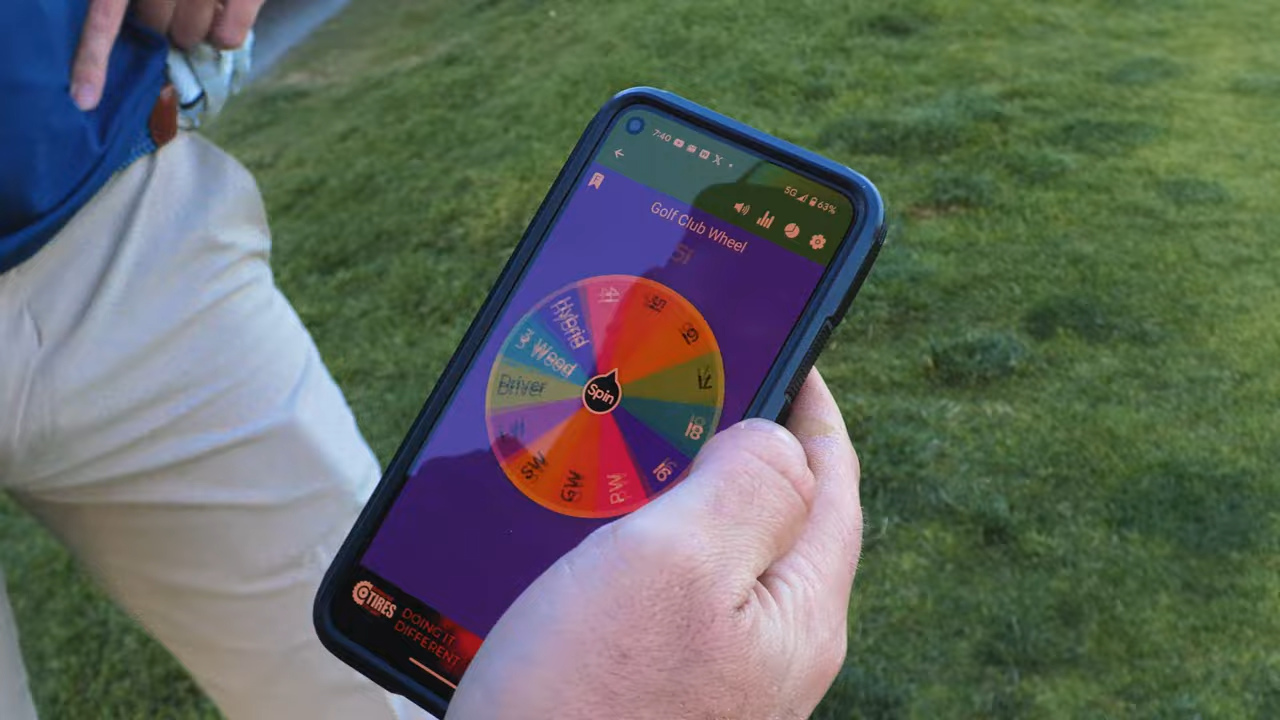 7:40
5G 63%
Golf Club Wheel
5i
Hybrid
3 Wood
Driver
4i
5i
6i
7i
8i
9i
PW
GW
SW
Spin
TIRES
DOING IT
DIFFERENT